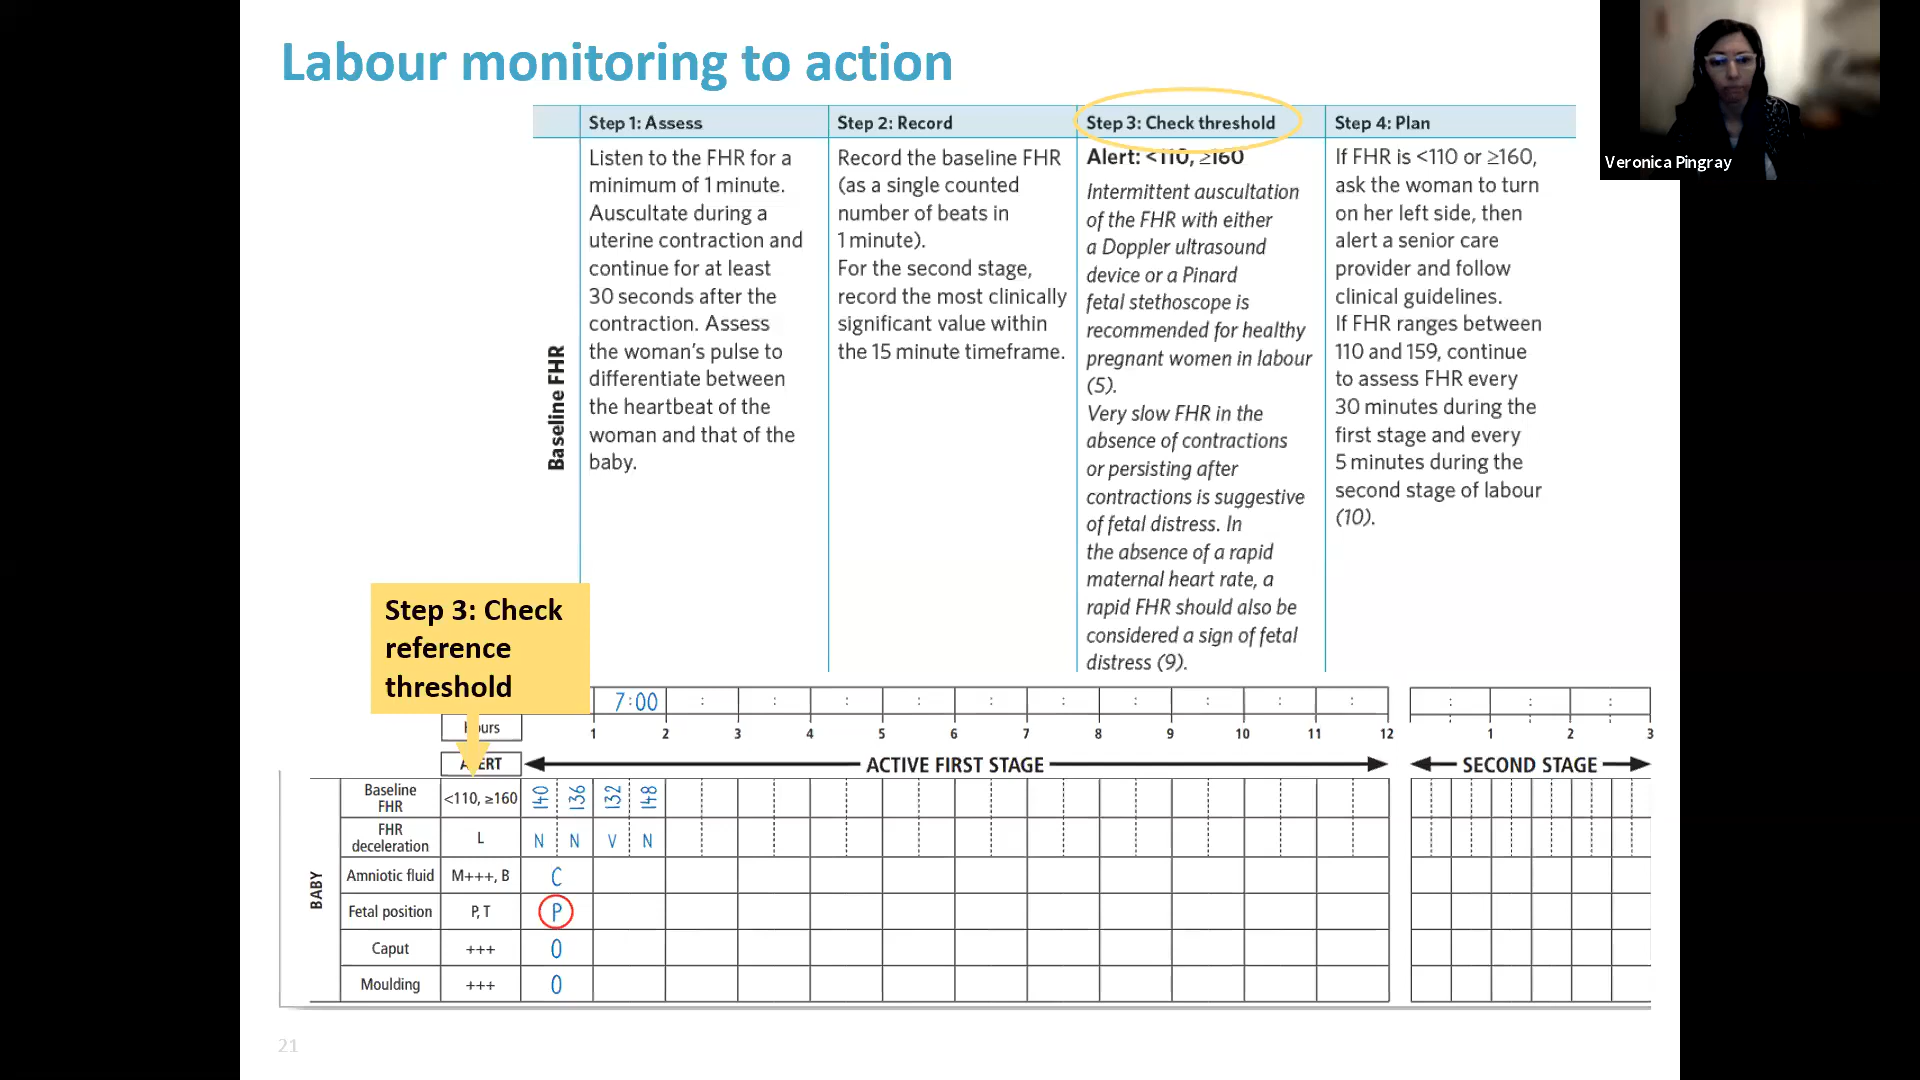 Labour monitoring to action
Veronica Pingray
Step 1: Assess
Step 2: Record
Step 3: Check threshold
Step 4: Plan
Baseline FHR
Listen to the FHR for a
minimum of 1 minute.
Auscultate during a
uterine contraction and
continue for at least
30 seconds after the
contraction. Assess
the woman's pulse to
differentiate between
the heartbeat of the
woman and that of the
baby.
Record the baseline FHR
(as a single counted
number of beats in
1 minute).
For the second stage,
record the most clinically
significant value within
the 15 minute timeframe.
Alert: <110, ≥160
Intermittent auscultation
of the FHR with either
a Doppler ultrasound
device or a Pinard
fetal stethoscope is
recommended for healthy
pregnant women in labour
(5).
Very slow FHR in the
absence of contractions
or persisting after
contractions is suggestive
of fetal distress. In
the absence of a rapid
maternal heart rate, a
rapid FHR should also be
considered a sign of fetal
distress (9).
If FHR is <110 or ≥160,
ask the woman to turn
on her left side, then
alert a senior care
provider and follow
clinical guidelines.
If FHR ranges between
110 and 159, continue
to assess FHR every
30 minutes during the
first stage and every
5 minutes during the
second stage of labour
(10).
Step 3: Check
reference
threshold
7:00 : : : : : : : : : : : : :
1 2 3 4 5 6 7 8 9 10 11 12 1 2 3
ACTIVE FIRST STAGE SECOND STAGE
BABY
Baseline
FHR
<110, ≥160 140 136 132 148
FHR
deceleration
L N N V N
Amniotic fluid M+++, B C
Fetal position P, T P
Caput +++ 0
Moulding +++ 0
21